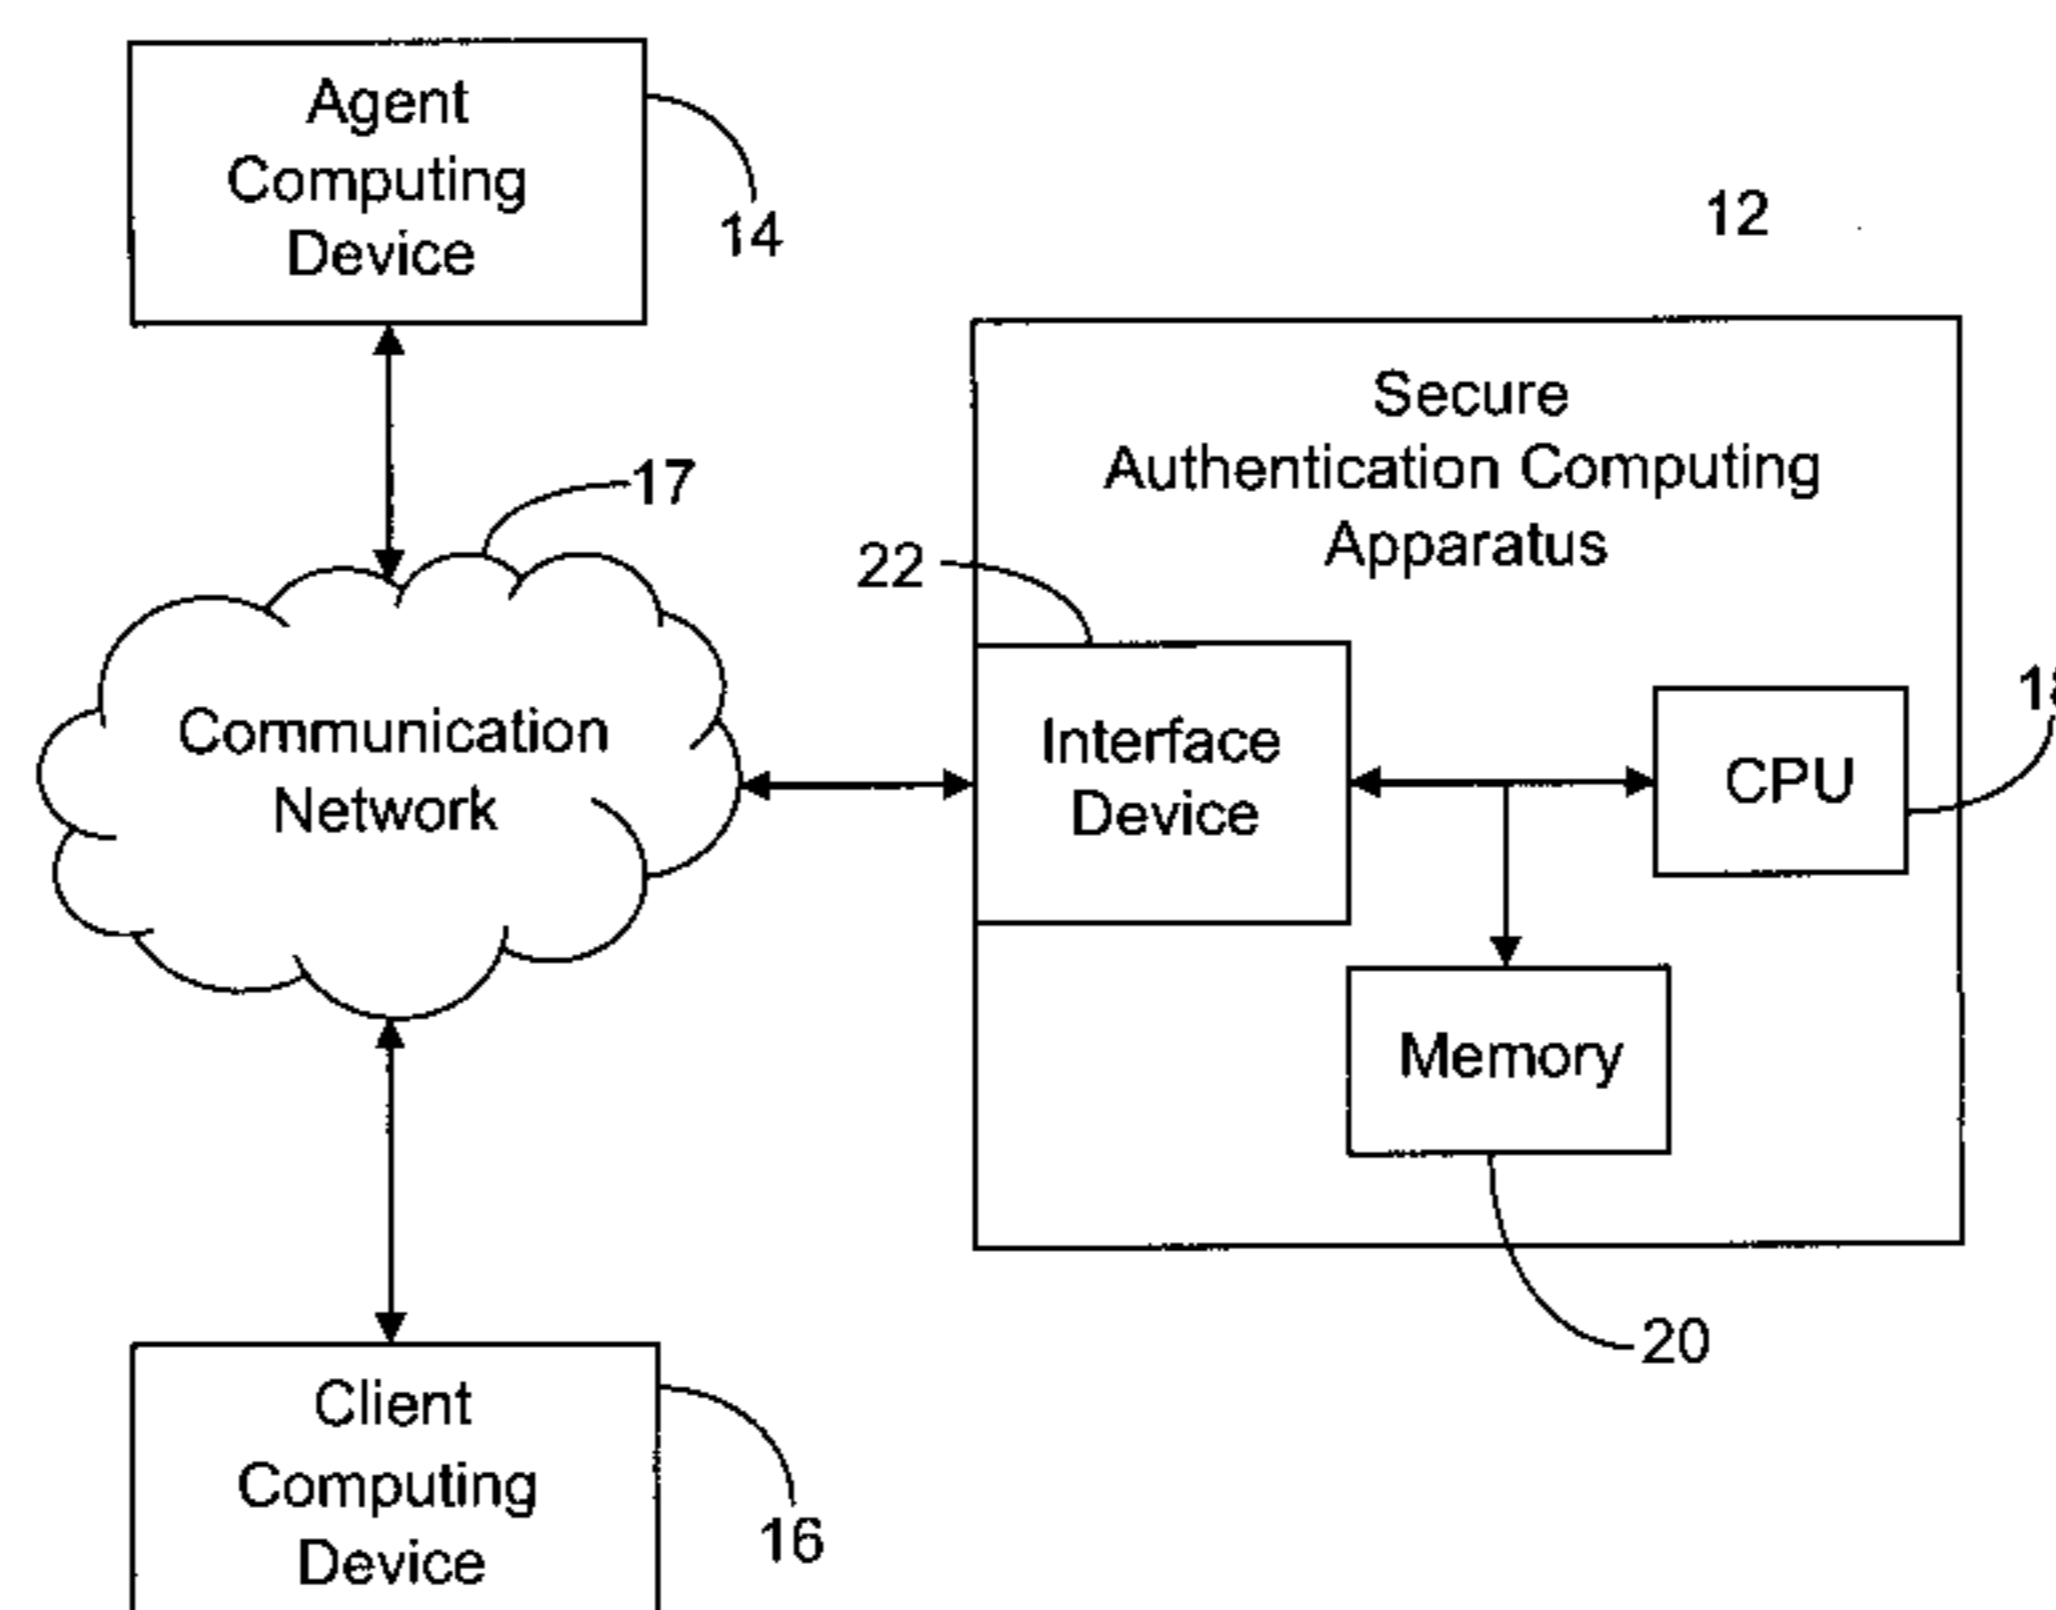 Agent
Computing
Device
14
12
17
Secure
Authentication Computing
Apparatus
22
Communication
Network
Interface
Device
CPU
Memory
20
Client
Computing
Device
16